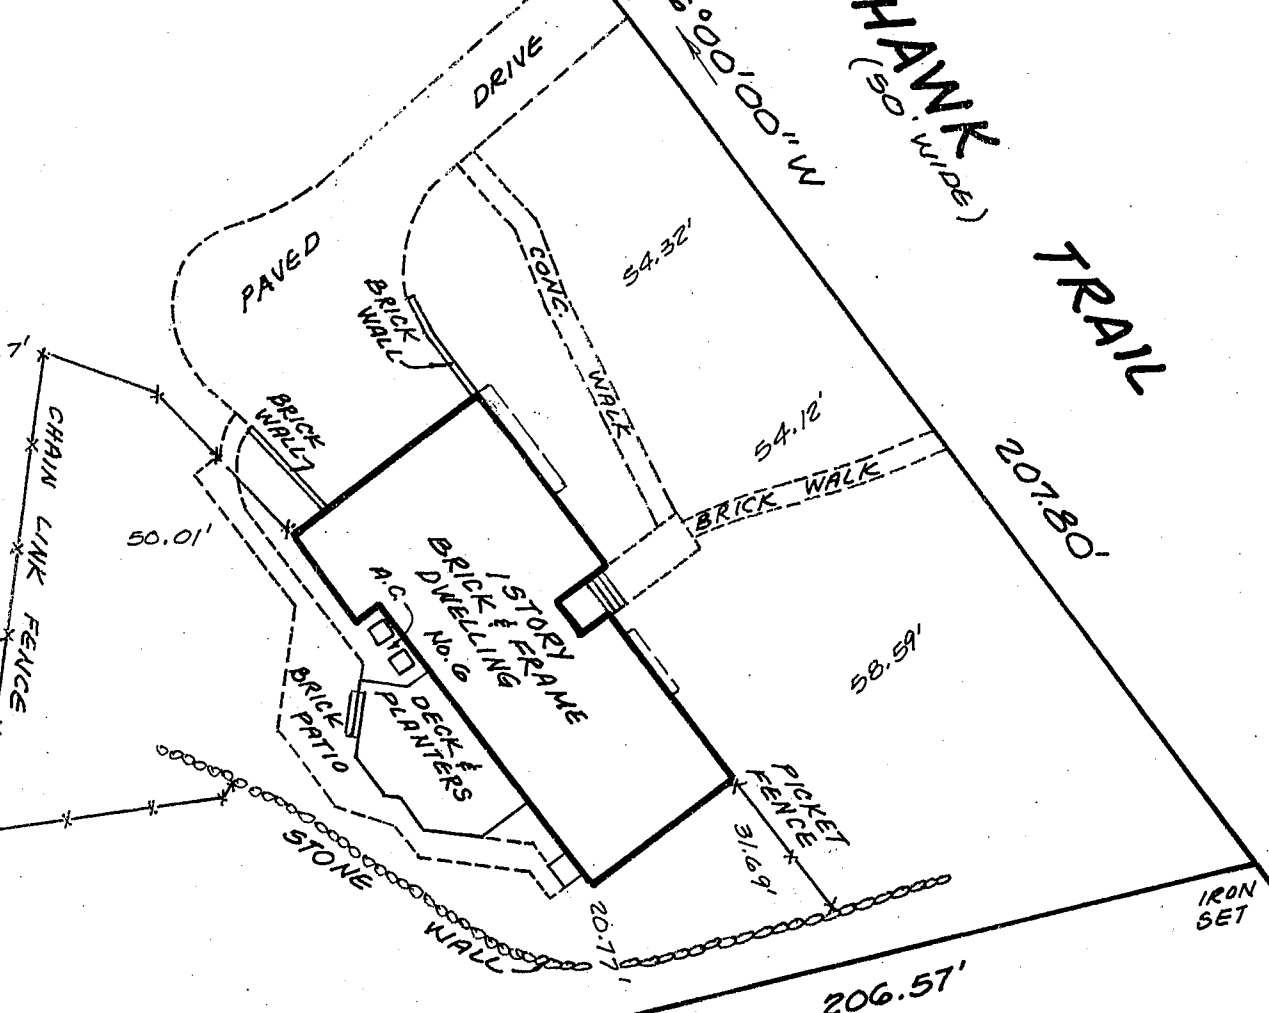 HAWK
(50' WIDE)
TRAIL
6°00'00"W
DRIVE
PAVED
54.32'
CONC.
WALK
BRICK
WALL
BRICK
WALL
7'
CHAIN LINK FENCE
50.01'
54.12'
BRICK WALK
207.80'
A.C.
1 STORY
BRICK & FRAME
DWELLING
No. 6
58.59'
BRICK
PATIO
DECK &
PLANTERS
PICKET
FENCE
31.69'
STONE
WALL
20.77'
IRON
SET
206.57'